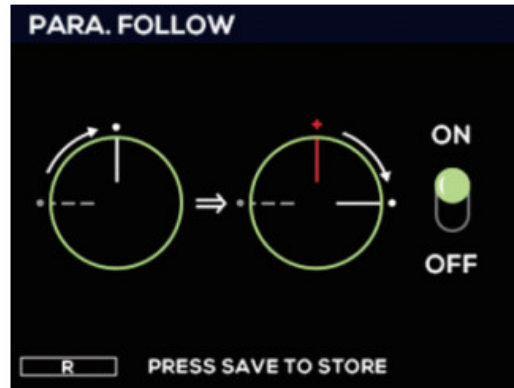 PARA. FOLLOW
ON
OFF
R
PRESS SAVE TO STORE